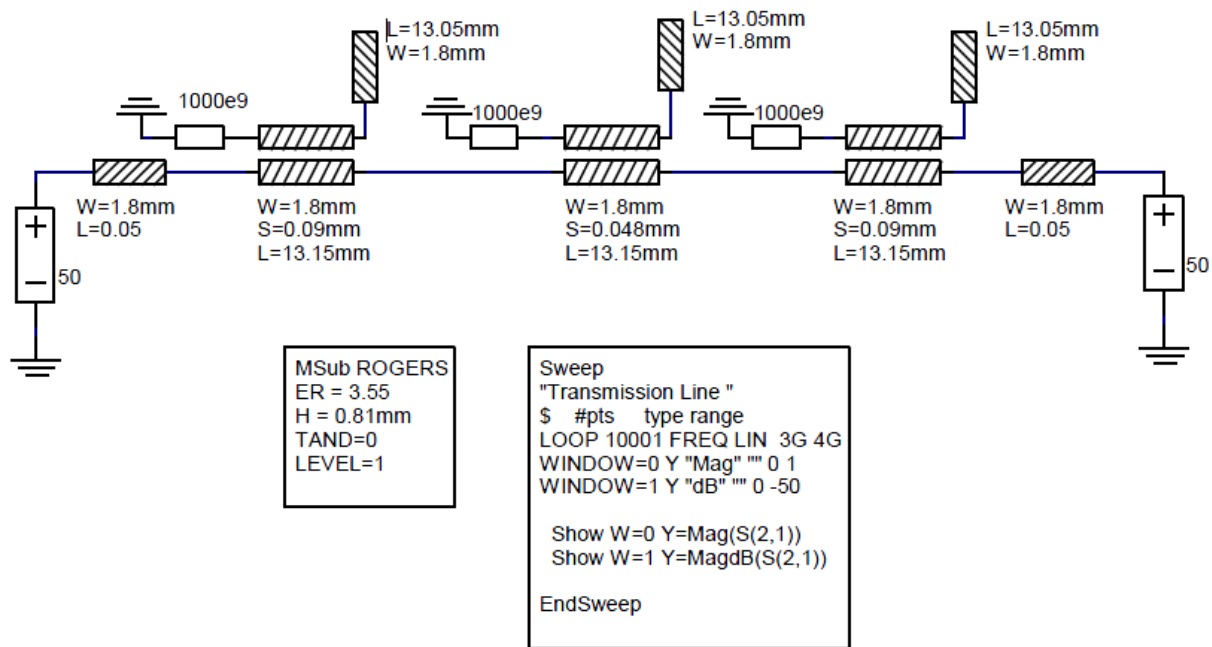 L=13.05mm
W=1.8mm
L=13.05mm
W=1.8mm
L=13.05mm
W=1.8mm
1000e9
1000e9
1000e9
W=1.8mm
L=0.05
W=1.8mm
S=0.09mm
L=13.15mm
W=1.8mm
S=0.048mm
L=13.15mm
W=1.8mm
S=0.09mm
L=13.15mm
W=1.8mm
L=0.05
+
−
50
+
−
50
MSub ROGERS
ER = 3.55
H = 0.81mm
TAND=0
LEVEL=1
Sweep
"Transmission Line "
$ #pts type range
LOOP 10001 FREQ LIN 3G 4G
WINDOW=0 Y "Mag" "" 0 1
WINDOW=1 Y "dB" "" 0 -50
Show W=0 Y=Mag(S(2,1))
Show W=1 Y=MagdB(S(2,1))
EndSweep